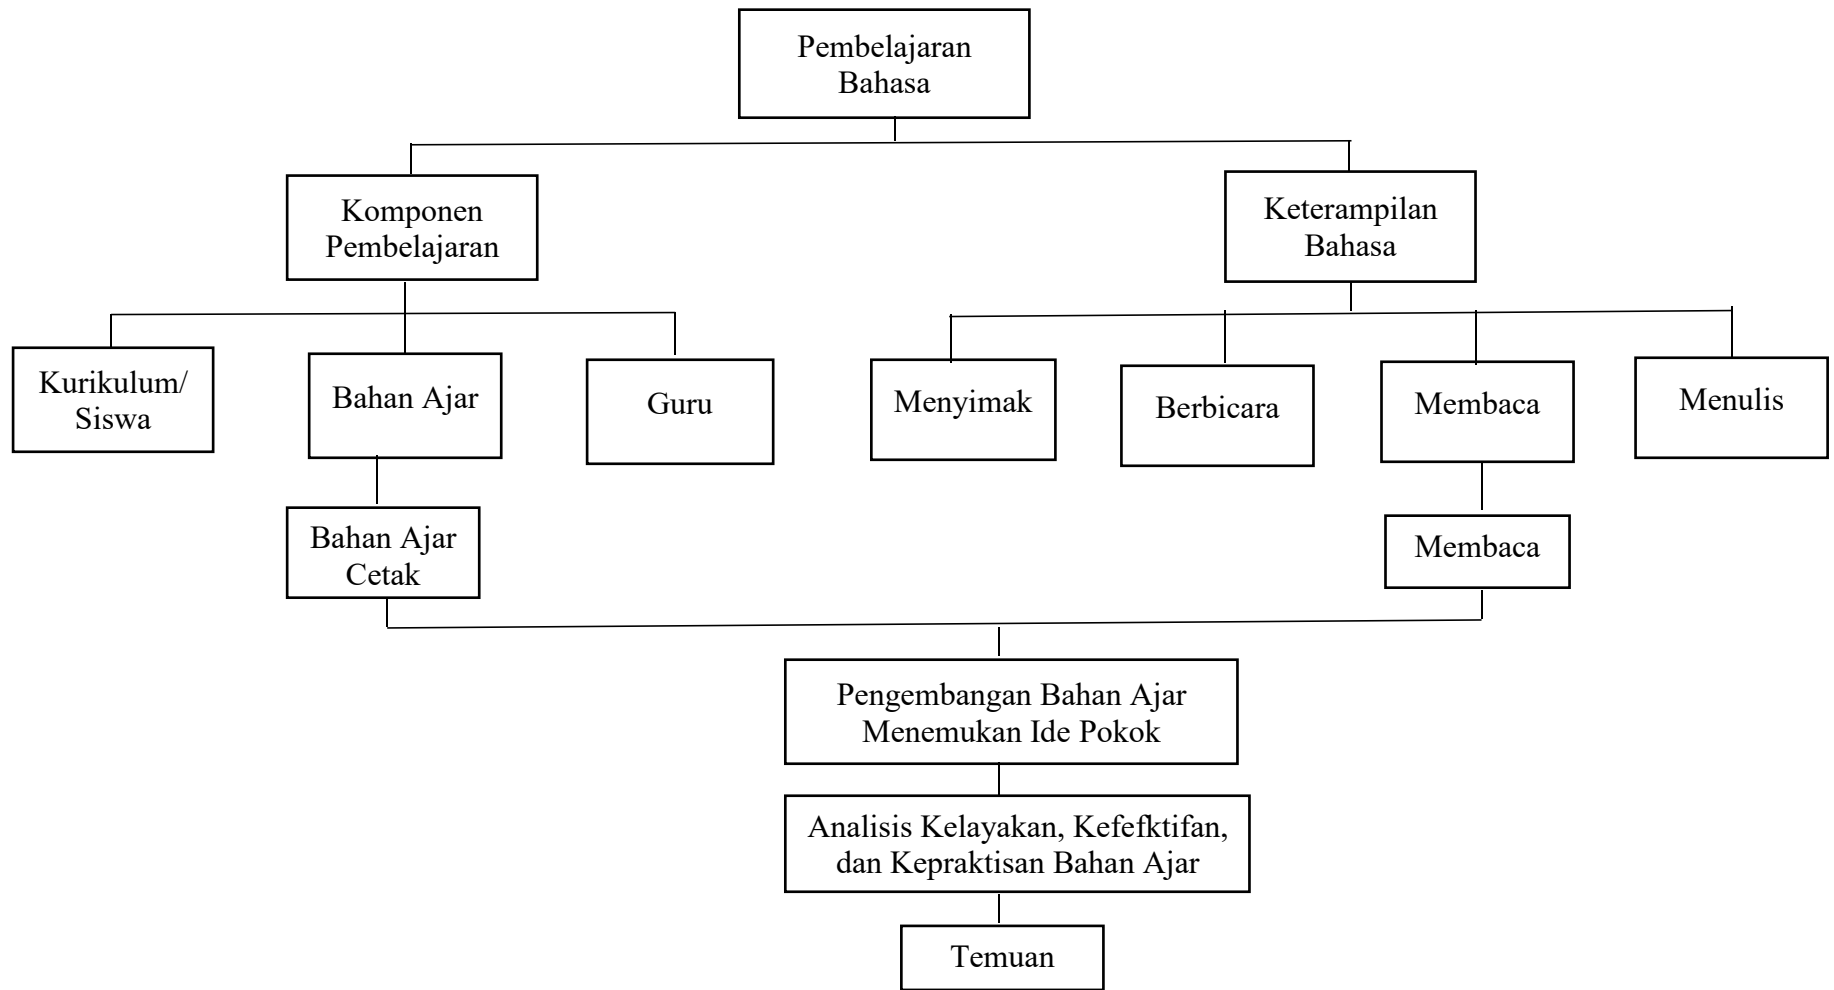 Pembelajaran
Bahasa
Komponen
Pembelajaran
Keterampilan
Bahasa
Kurikulum/
Siswa
Bahan Ajar
Guru
Menyimak
Berbicara
Membaca
Menulis
Bahan Ajar
Cetak
Membaca
Pengembangan Bahan Ajar
Menemukan Ide Pokok
Analisis Kelayakan, Kefefktifan,
dan Kepraktisan Bahan Ajar
Temuan